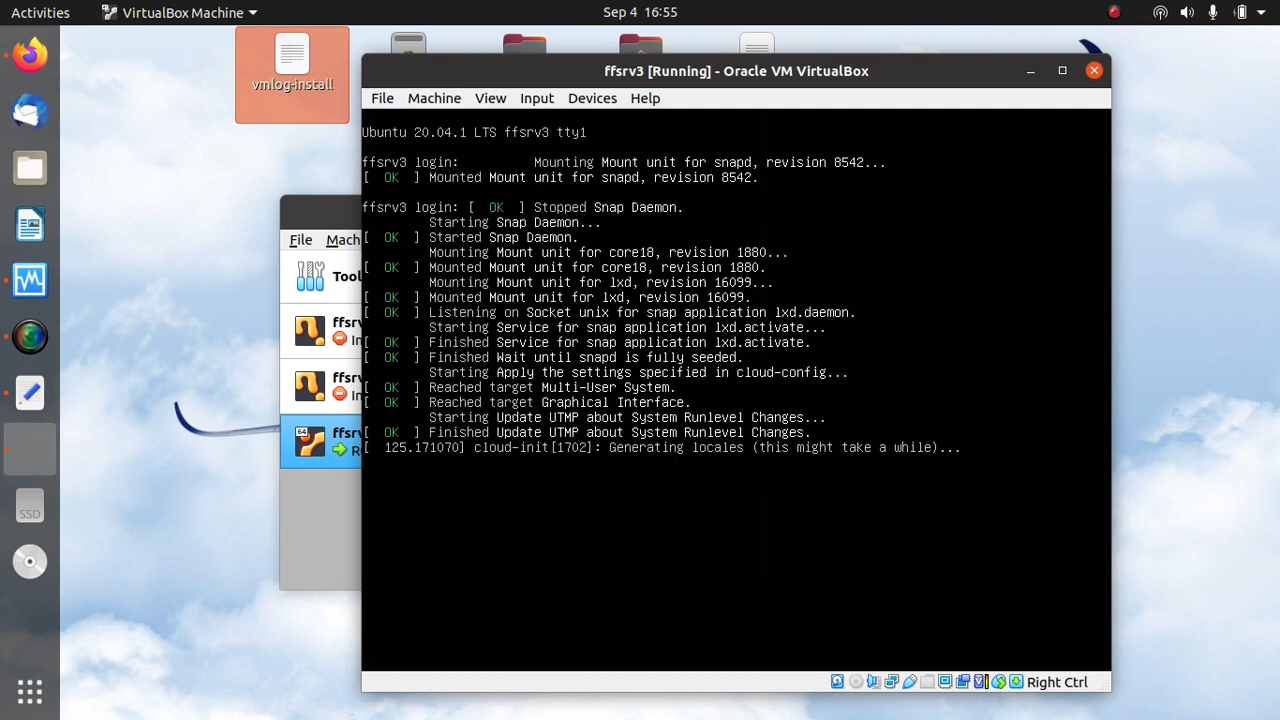 Activities
VirtualBox Machine
Sep 4 16:55
vmlog-install
ffsrv3 [Running] - Oracle VM VirtualBox
File Machine View Input Devices Help
Ubuntu 20.04.1 LTS ffsrv3 tty1
ffsrv3 login: Mounting Mount unit for snapd, revision 8542...
[ OK ] Mounted Mount unit for snapd, revision 8542.
ffsrv3 login: [ OK ] Stopped Snap Daemon.
Starting Snap Daemon...
[ OK ] Started Snap Daemon.
Mounting Mount unit for core18, revision 1880...
[ OK ] Mounted Mount unit for core18, revision 1880.
Mounting Mount unit for lxd, revision 16099...
[ OK ] Mounted Mount unit for lxd, revision 16099.
[ OK ] Listening on Socket unix for snap application lxd.daemon.
Starting Service for snap application lxd.activate...
[ OK ] Finished Service for snap application lxd.activate.
[ OK ] Finished Wait until snapd is fully seeded.
Starting Apply the settings specified in cloud-config...
[ OK ] Reached target Multi-User System.
[ OK ] Reached target Graphical Interface.
Starting Update UTMP about System Runlevel Changes...
[ OK ] Finished Update UTMP about System Runlevel Changes.
[ 125.171070] cloud-init[1702]: Generating locales (this might take a while)...
Right Ctrl
File Mach
Tool
ffsrv
In
ffsrv
In
64
ffsrv
R
SSD